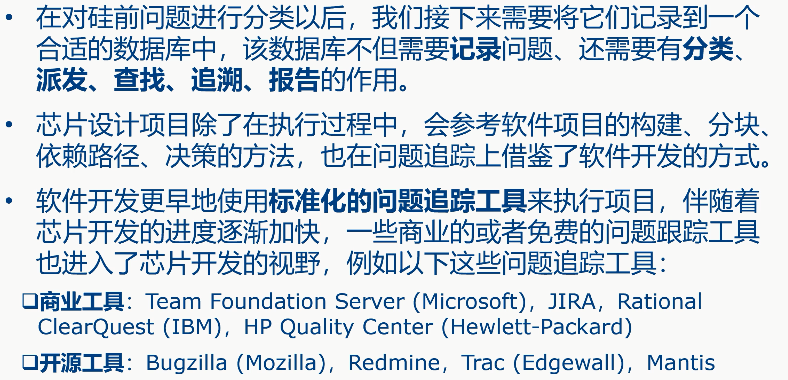 • 在对硅前问题进行分类以后，我们接下来需要将它们记录到一个
合适的数据库中，该数据库不但需要记录问题、还需要有分类、
派发、查找、追溯、报告的作用。
• 芯片设计项目除了在执行过程中，会参考软件项目的构建、分块、
依赖路径、决策的方法，也在问题追踪上借鉴了软件开发的方式。
• 软件开发更早地使用标准化的问题追踪工具来执行项目，伴随着
芯片开发的进度逐渐加快，一些商业的或者免费的问题跟踪工具
也进入了芯片开发的视野，例如以下这些问题追踪工具：
❑商业工具：Team Foundation Server (Microsoft)，JIRA，Rational
ClearQuest (IBM)，HP Quality Center (Hewlett-Packard)
❑开源工具：Bugzilla (Mozilla)，Redmine，Trac (Edgewall)，Mantis